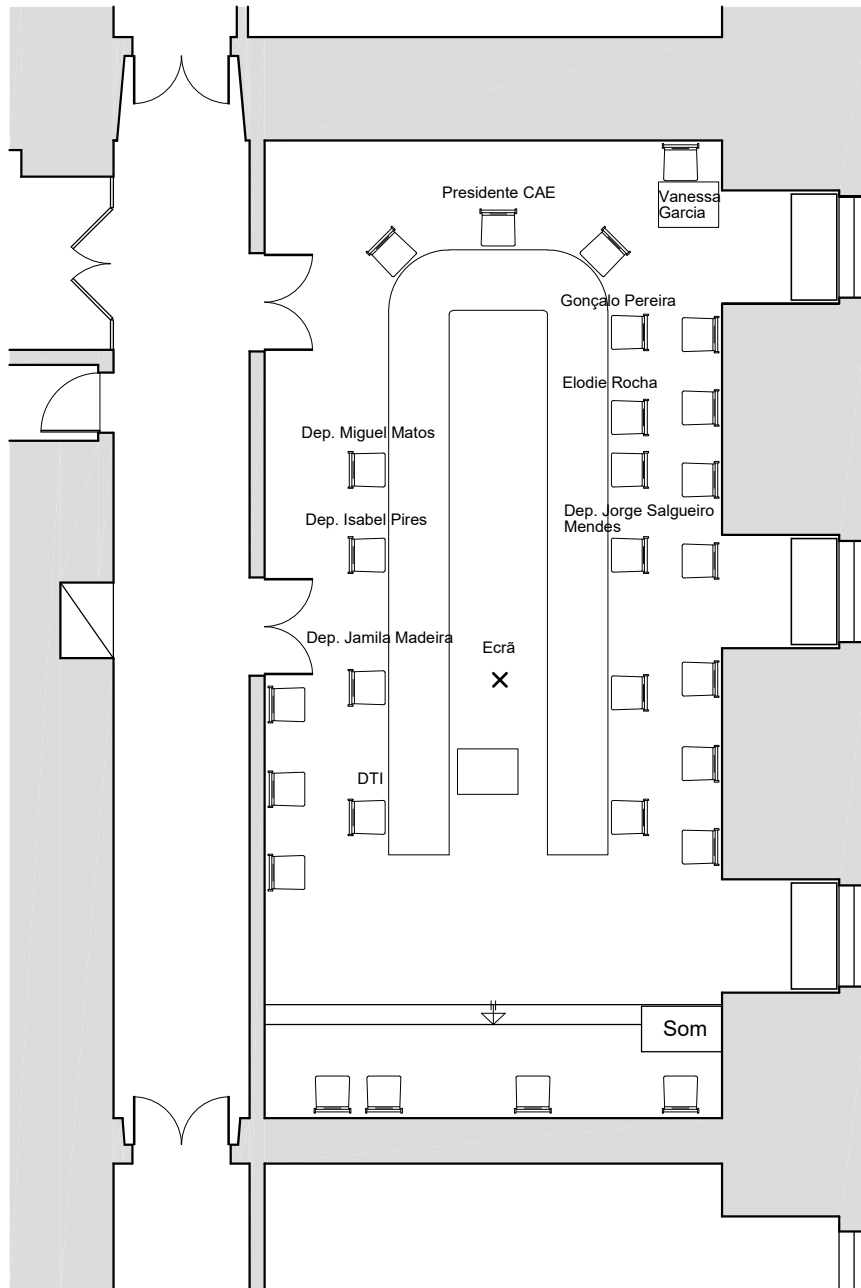 Presidente CAE
Vanessa
Garcia
Gonçalo Pereira
Elodie Rocha
Dep. Miguel Matos
Dep. Isabel Pires
Dep. Jorge Salgueiro
Mendes
Dep. Jamila Madeira
Ecrã
DTI
Som